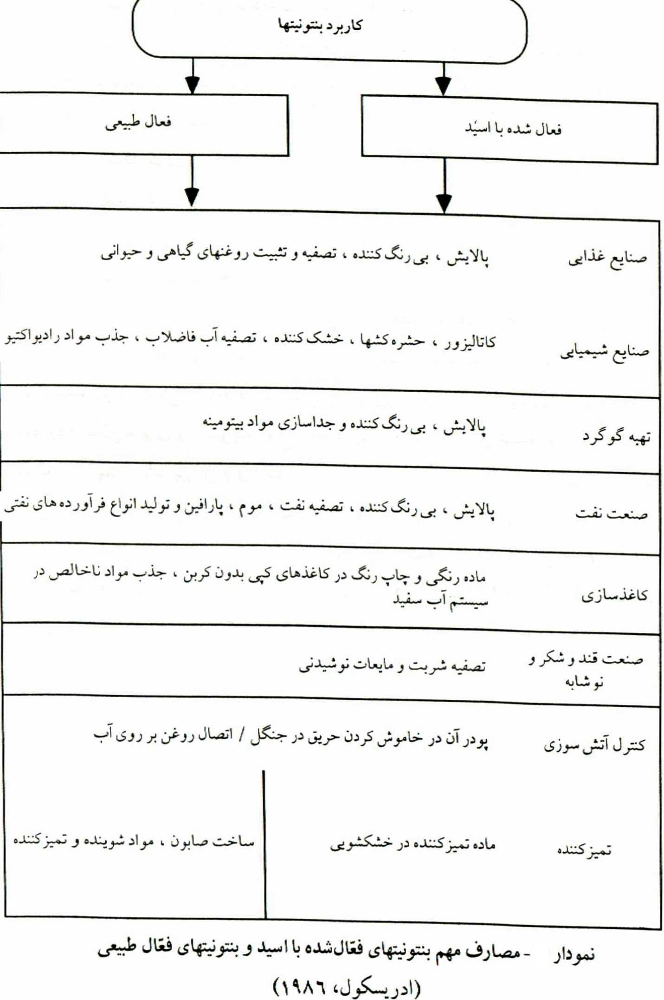 کاربرد بنتونیتها
فعال شده با اسید
فعال طبیعی
صنایع غذایی
پالایش ، بی‌رنگ‌کننده ، تصفیه و تثبیت روغنهای گیاهی و حیوانی
صنایع شیمیایی
کاتالیزور ، حشره‌کشها ، خشک‌کننده ، تصفیه آب فاضلاب ، جذب مواد رادیواکتیو
تهیه گوگرد
پالایش ، بی‌رنگ‌کننده و جداسازی مواد بیتومینه
صنعت نفت
پالایش ، بی‌رنگ‌کننده ، تصفیه نفت ، موم ، پارافین و تولید انواع فرآورده‌های نفتی
کاغذسازی
ماده رنگی و چاپ رنگ در کاغذهای کپی بدون کربن ، جذب مواد ناخالص در
سیستم آب سفید
صنعت قند و شکر و
نوشابه
تصفیه شربت و مایعات نوشیدنی
کنترل آتش سوزی
پودر آن در خاموش کردن حریق در جنگل / اتصال روغن بر روی آب
تمیزکننده
ماده تمیزکننده در خشکشویی
ساخت صابون ، مواد شوینده و تمیزکننده
نمودار - مصارف مهم بنتونیتهای فعّال‌شده با اسید و بنتونیتهای فعّال طبیعی
(ادریسکول، ۱۹۸۶)